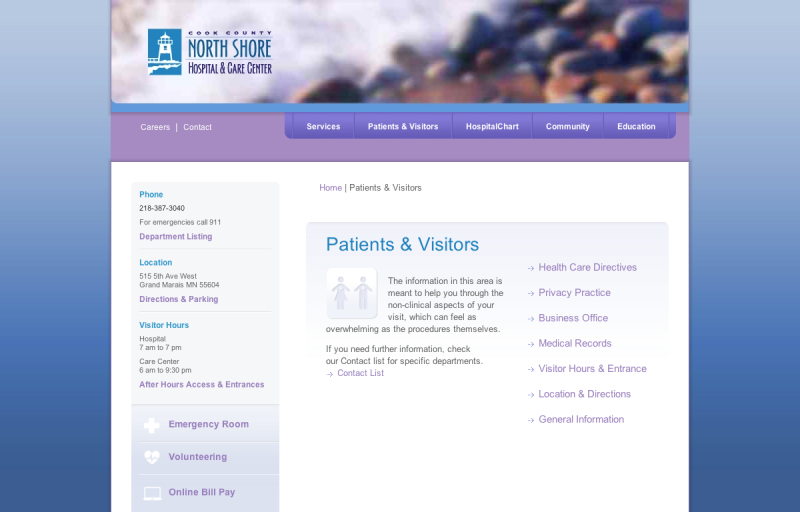 COOK COUNTY
NORTH SHORE
HOSPITAL & CARE CENTER
Careers | Contact
Services
Patients & Visitors
HospitalChart
Community
Education
Phone
218-387-3040
For emergencies call 911
Department Listing
Location
515 5th Ave West
Grand Marais MN 55604
Directions & Parking
Visitor Hours
Hospital
7 am to 7 pm
Care Center
6 am to 9:30 pm
After Hours Access & Entrances
Emergency Room
Volunteering
Online Bill Pay
Home | Patients & Visitors
Patients & Visitors
The information in this area is
meant to help you through the
non-clinical aspects of your
visit, which can feel as
overwhelming as the procedures themselves.
If you need further information, check
our Contact list for specific departments.
Contact List
Health Care Directives
Privacy Practice
Business Office
Medical Records
Visitor Hours & Entrance
Location & Directions
General Information